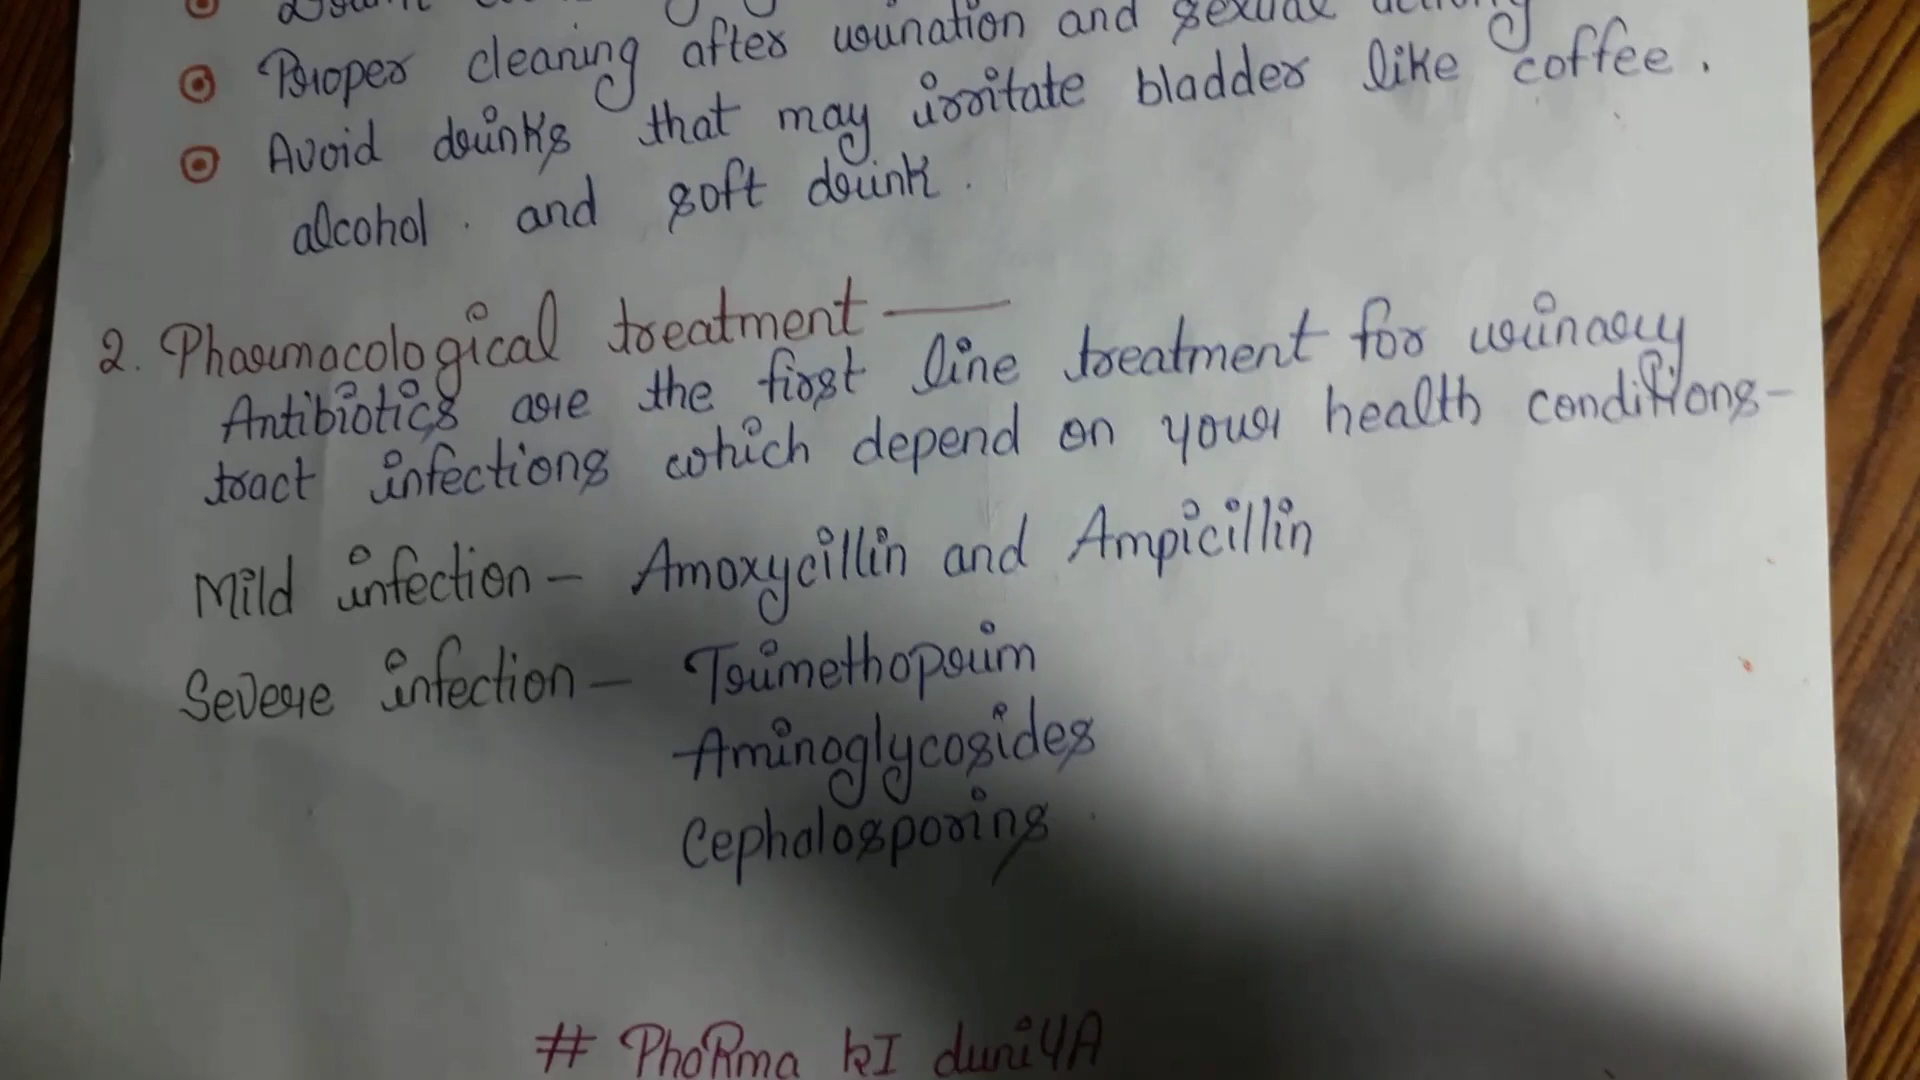 Proper cleaning after urination and sexual
Avoid drinks that may irritate bladder like coffee.
alcohol. and soft drink.
2. Pharmacological treatment —
Antibiotics are the first line treatment for urinary
tract infections which depend on your health conditions-
Mild infection - Amoxycillin and Ampicillin
Severe infection - Trimethoprim
Aminoglycosides
Cephalosporins
# PhaRma kI duniYA